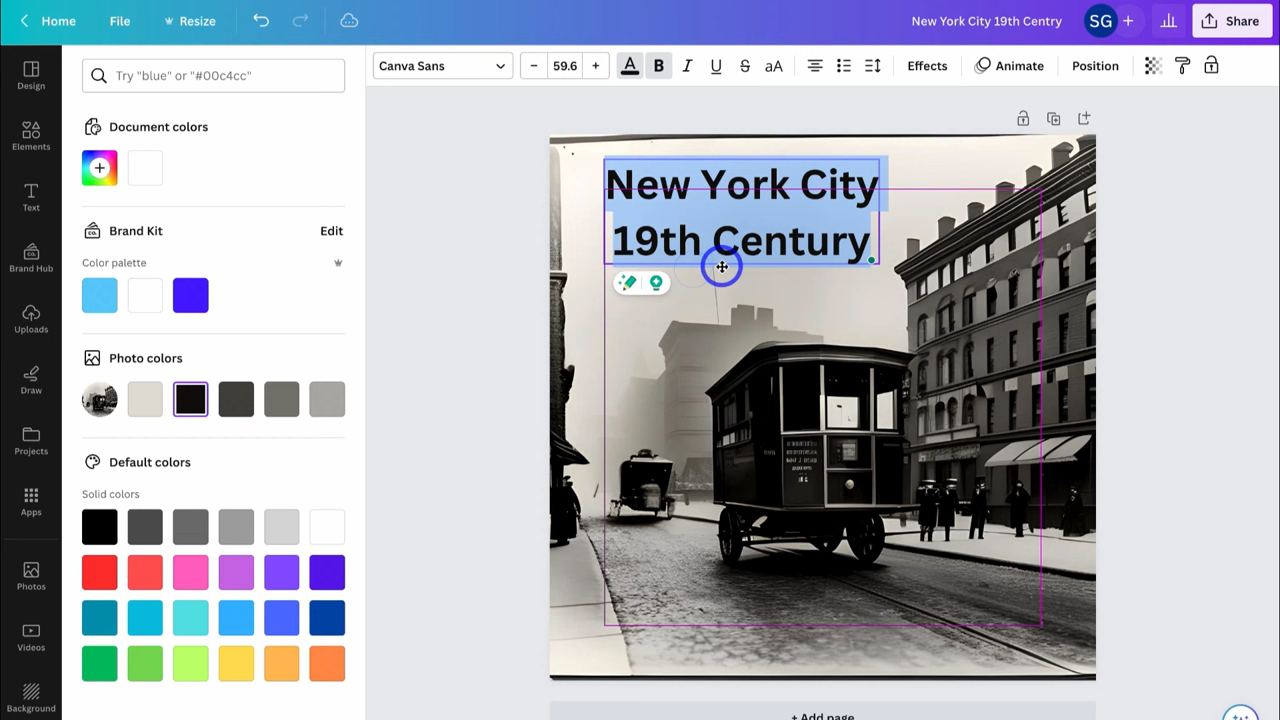 Home
File
Resize
New York City 19th Centry
SG
+
Share
Design
Elements
Text
Brand Hub
Uploads
Draw
Projects
Apps
Photos
Videos
Background
Try "blue" or "#00c4cc"
Document colors
Brand Kit
Edit
Color palette
Photo colors
Default colors
Solid colors
Canva Sans
– 59.6 +
A B I U S aA
Effects
Animate
Position
New York City
19th Century
+ Add page